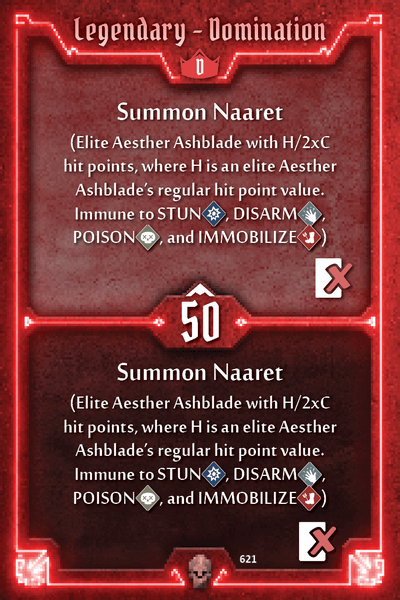 Legendary - Domination
D
Summon Naaret
(Elite Aesther Ashblade with H/2xC
hit points, where H is an elite Aesther
Ashblade's regular hit point value.
Immune to STUN, DISARM,
POISON, and IMMOBILIZE)
50
Summon Naaret
(Elite Aesther Ashblade with H/2xC
hit points, where H is an elite Aesther
Ashblade's regular hit point value.
Immune to STUN, DISARM,
POISON, and IMMOBILIZE)
621